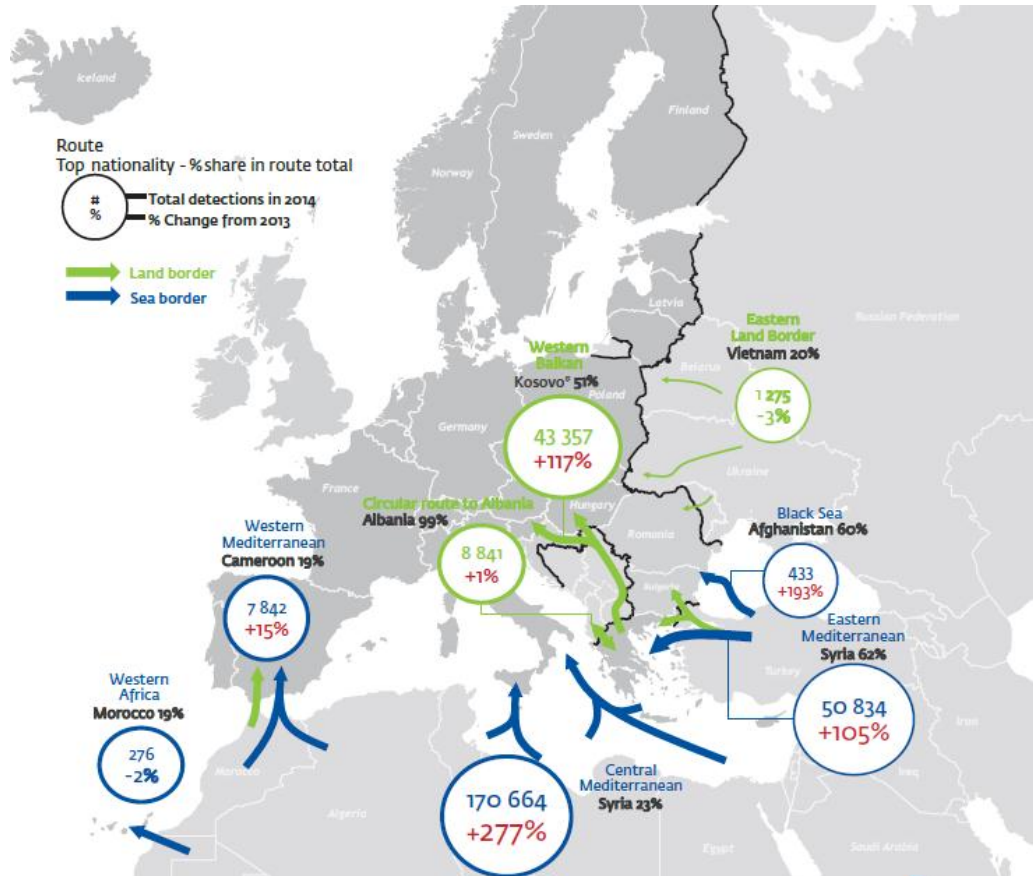 Iceland
Route
Top nationality - % share in route total
#
%
Total detections in 2014
% Change from 2013
Land border
Sea border
Norway
Sweden
Finland
Latvia
Russian Federation
Belarus
Poland
Germany
Ukraine
France
Hungary
Romania
Bulgaria
Turkey
Iran
Iraq
Morocco
Algeria
Egypt
Saudi Arabia
Eastern
Land Border
Vietnam 20%
1 275
-3%
Western
Balkan
Kosovo* 51%
43 357
+117%
Circular route to Albania
Albania 99%
8 841
+1%
Black Sea
Afghanistan 60%
433
+193%
Western
Mediterranean
Cameroon 19%
7 842
+15%
Eastern
Mediterranean
Syria 62%
50 834
+105%
Western
Africa
Morocco 19%
276
-2%
Central
Mediterranean
Syria 23%
170 664
+277%